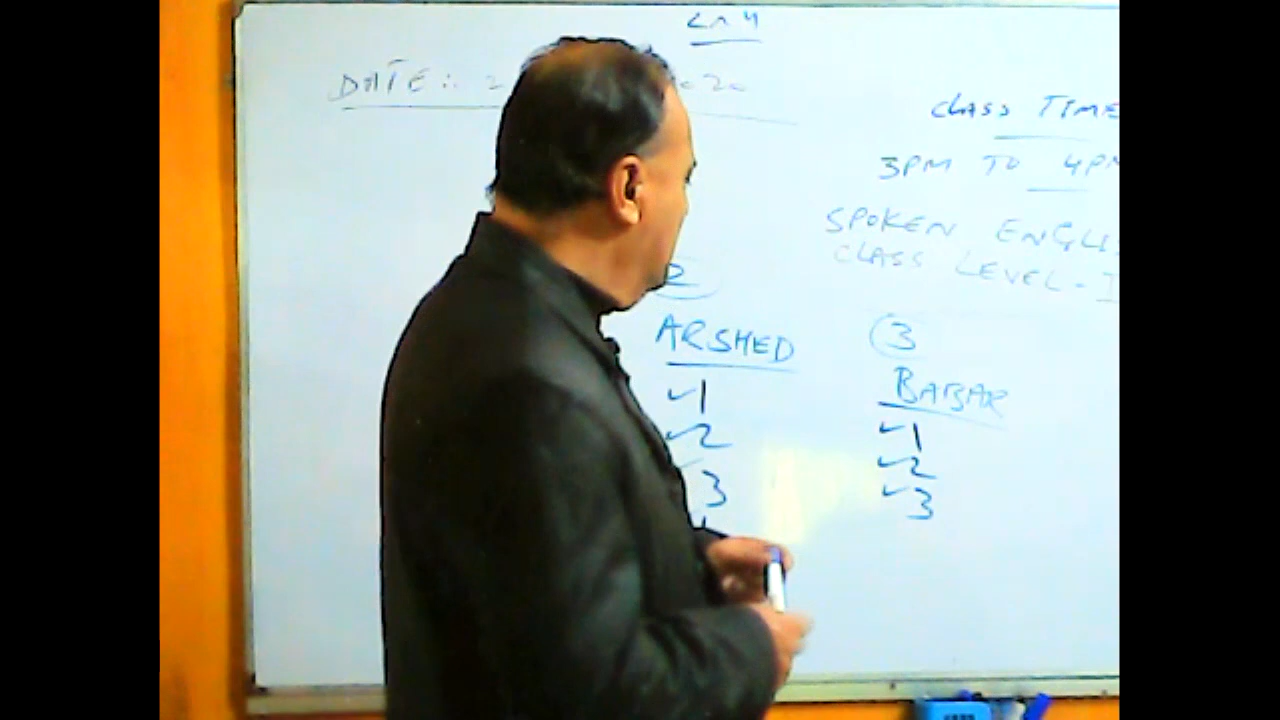 DATE :.
CLASS TIME
3PM TO 4PM
SPOKEN ENGLI
CLASS LEVEL - I
2
ARSHED
✓1
✓2
✓3
3
BABAR
✓1
✓2
✓3